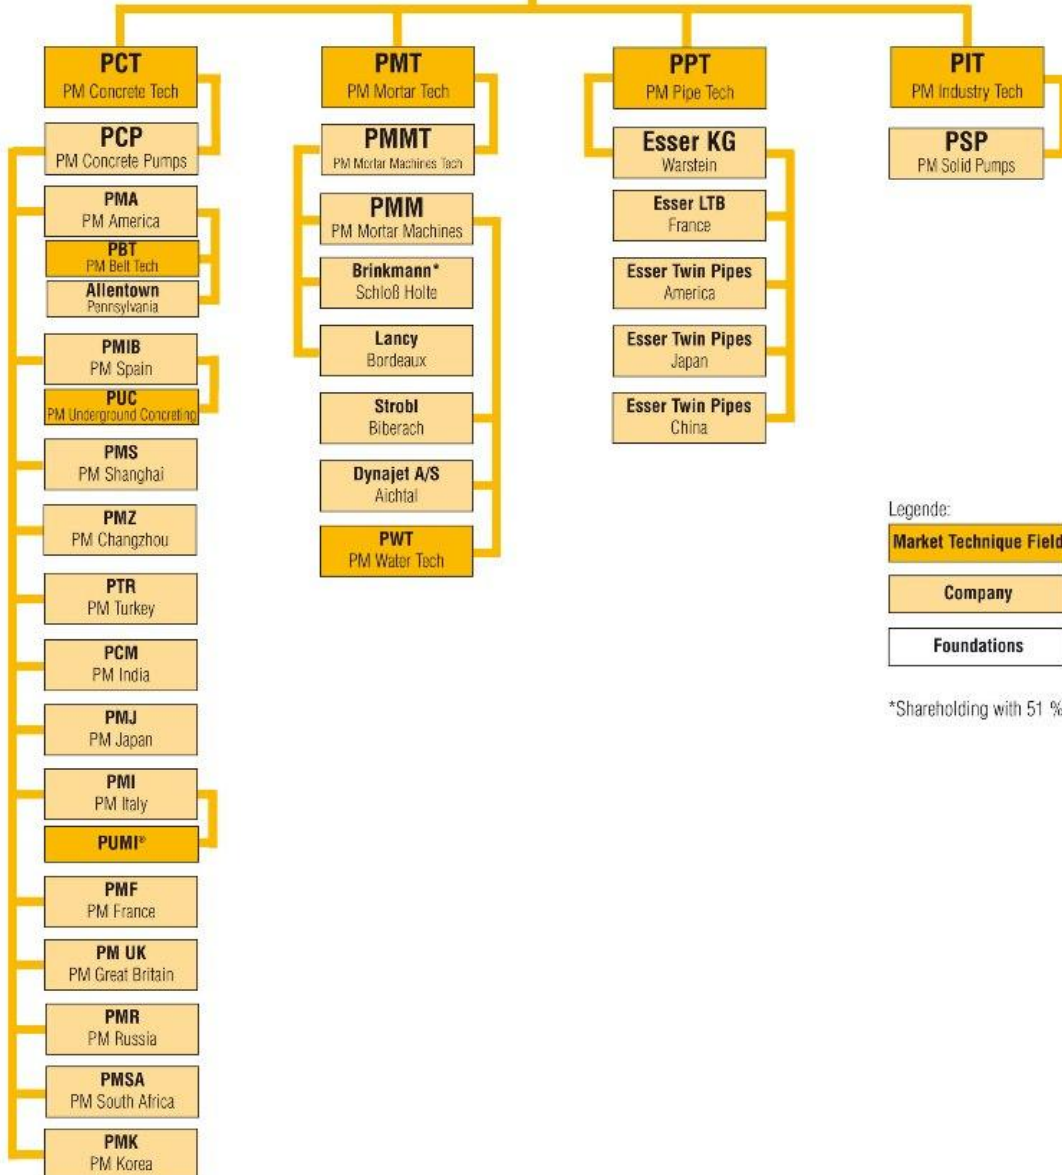 PCT
PM Concrete Tech
PCP
PM Concrete Pumps
PMA
PM America
PBT
PM Belt Tech
Allentown
Pennsylvania
PMIB
PM Spain
PUC
PM Underground Concreting
PMS
PM Shanghai
PMZ
PM Changzhou
PTR
PM Turkey
PCM
PM India
PMJ
PM Japan
PMI
PM Italy
PUMI®
PMF
PM France
PM UK
PM Great Britain
PMR
PM Russia
PMSA
PM South Africa
PMK
PM Korea
PMT
PM Mortar Tech
PMMT
PM Mortar Machines Tech
PMM
PM Mortar Machines
Brinkmann*
Schloß Holte
Lancy
Bordeaux
Strobl
Biberach
Dynajet A/S
Aichtal
PWT
PM Water Tech
PPT
PM Pipe Tech
Esser KG
Warstein
Esser LTB
France
Esser Twin Pipes
America
Esser Twin Pipes
Japan
Esser Twin Pipes
China
PIT
PM Industry Tech
PSP
PM Solid Pumps
Legende:
Market Technique Field
Company
Foundations
*Shareholding with 51 %